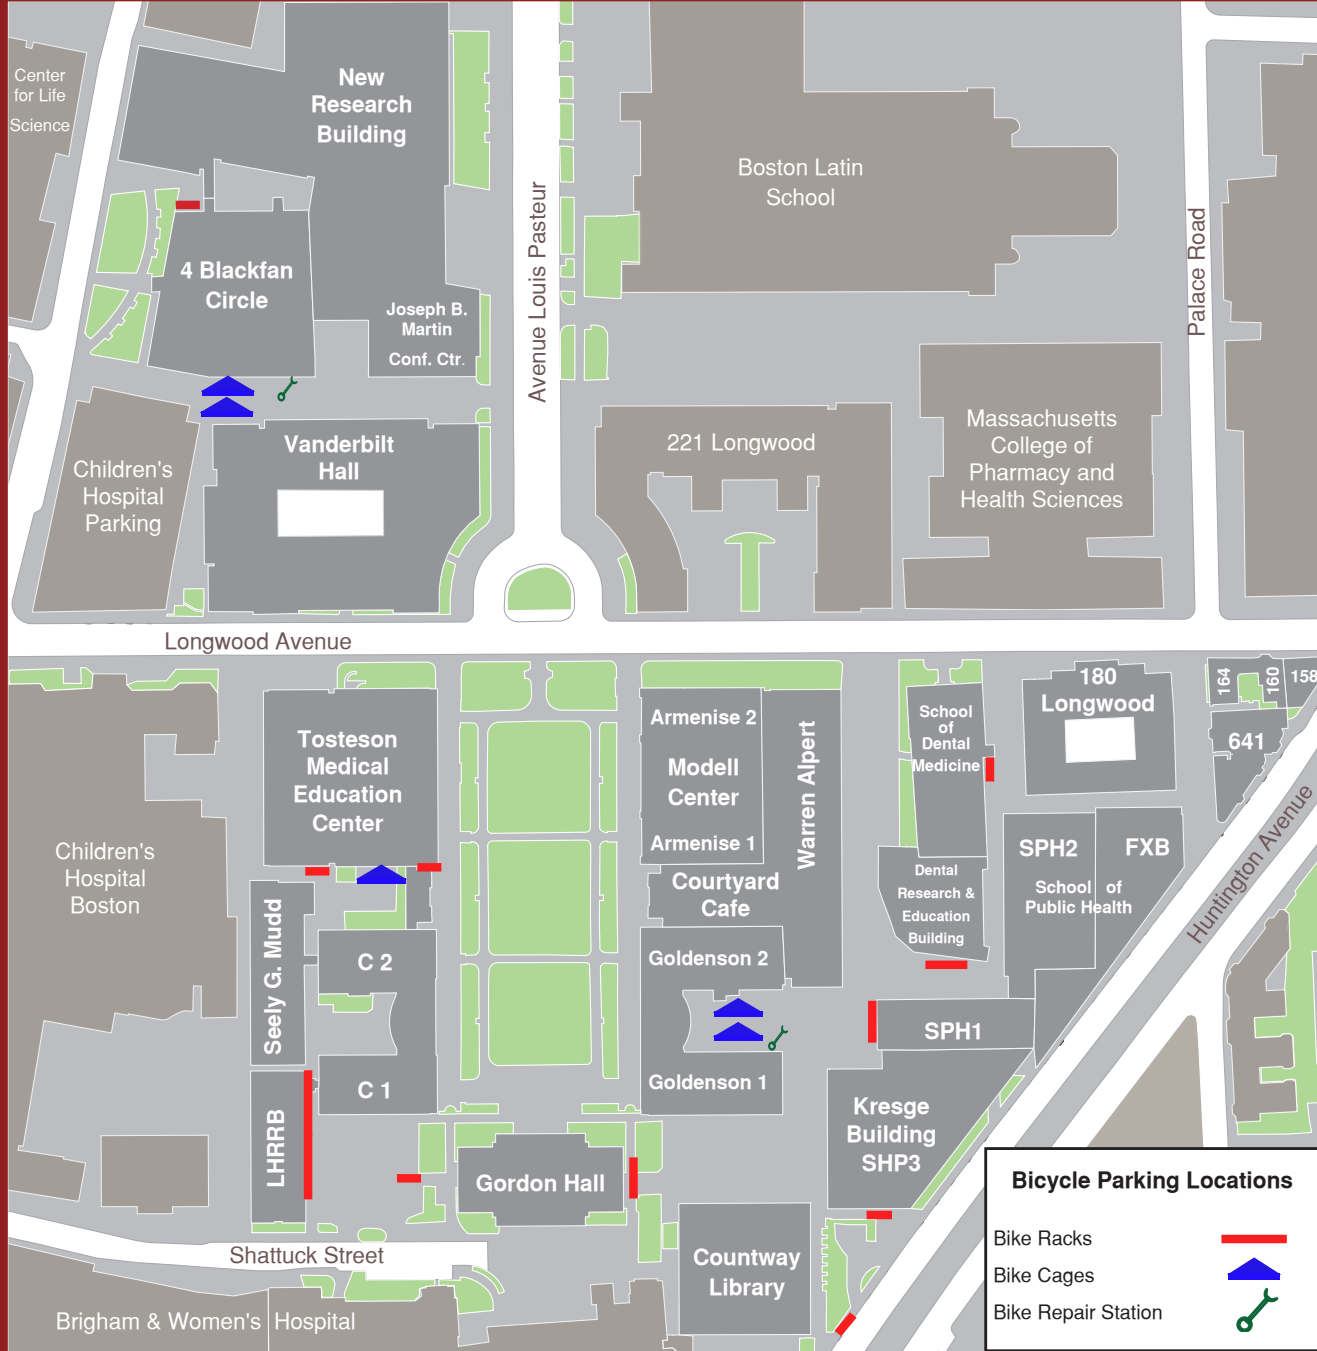 Center
for Life
Science
New
Research
Building
Boston Latin
School
Avenue Louis Pasteur
Palace Road
4 Blackfan
Circle
Joseph B.
Martin
Conf. Ctr.
Children's
Hospital
Parking
Vanderbilt
Hall
221 Longwood
Massachusetts
College of
Pharmacy and
Health Sciences
Longwood Avenue
Tosteson
Medical
Education
Center
Armenise 2
Modell
Center
Armenise 1
Warren Alpert
School
of
Dental
Medicine
180
Longwood
164
160
158
641
Huntington Avenue
Children's
Hospital
Boston
Courtyard
Cafe
Dental
Research &
Education
Building
SPH2
FXB
School of
Public Health
Seely G. Mudd
C 2
Goldenson 2
SPH1
C 1
Goldenson 1
LHRRB
Gordon Hall
Kresge
Building
SHP3
Shattuck Street
Countway
Library
Brigham & Women's Hospital
Bicycle Parking Locations
Bike Racks
Bike Cages
Bike Repair Station